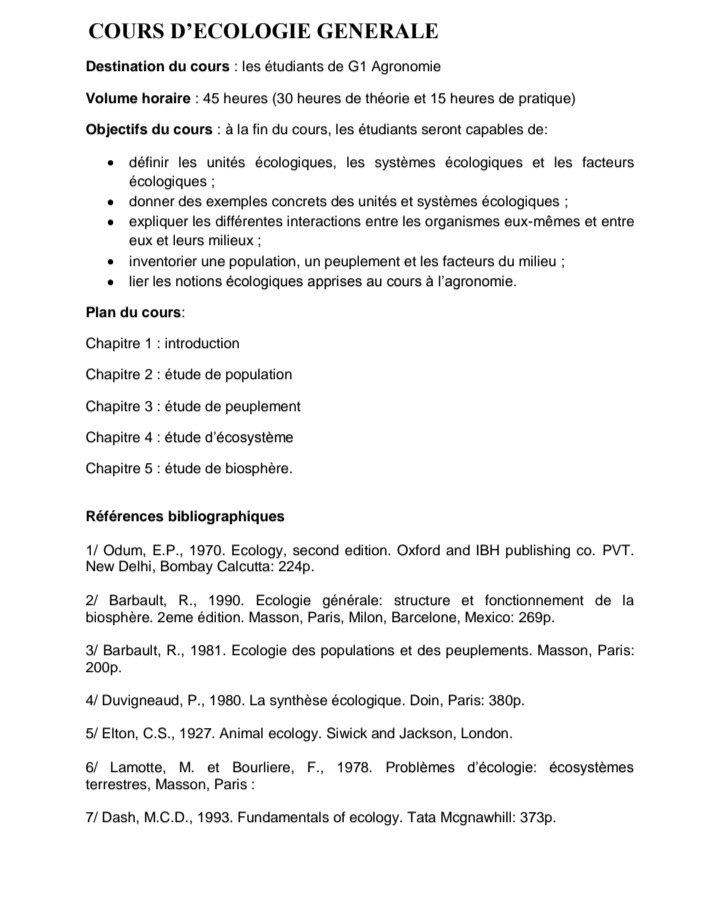 COURS D'ECOLOGIE GENERALE
Destination du cours : les étudiants de G1 Agronomie
Volume horaire : 45 heures (30 heures de théorie et 15 heures de pratique)
Objectifs du cours : à la fin du cours, les étudiants seront capables de:
• définir les unités écologiques, les systèmes écologiques et les facteurs
écologiques ;
• donner des exemples concrets des unités et systèmes écologiques ;
• expliquer les différentes interactions entre les organismes eux-mêmes et entre
eux et leurs milieux ;
• inventorier une population, un peuplement et les facteurs du milieu ;
• lier les notions écologiques apprises au cours à l'agronomie.
Plan du cours:
Chapitre 1 : introduction
Chapitre 2 : étude de population
Chapitre 3 : étude de peuplement
Chapitre 4 : étude d'écosystème
Chapitre 5 : étude de biosphère.
Références bibliographiques
1/ Odum, E.P., 1970. Ecology, second edition. Oxford and IBH publishing co. PVT.
New Delhi, Bombay Calcutta: 224p.
2/ Barbault, R., 1990. Ecologie générale: structure et fonctionnement de la
biosphère. 2eme édition. Masson, Paris, Milon, Barcelone, Mexico: 269p.
3/ Barbault, R., 1981. Ecologie des populations et des peuplements. Masson, Paris:
200p.
4/ Duvigneaud, P., 1980. La synthèse écologique. Doin, Paris: 380p.
5/ Elton, C.S., 1927. Animal ecology. Siwick and Jackson, London.
6/ Lamotte, M. et Bourliere, F., 1978. Problèmes d'écologie: écosystèmes
terrestres, Masson, Paris :
7/ Dash, M.C.D., 1993. Fundamentals of ecology. Tata Mcgnawhill: 373p.